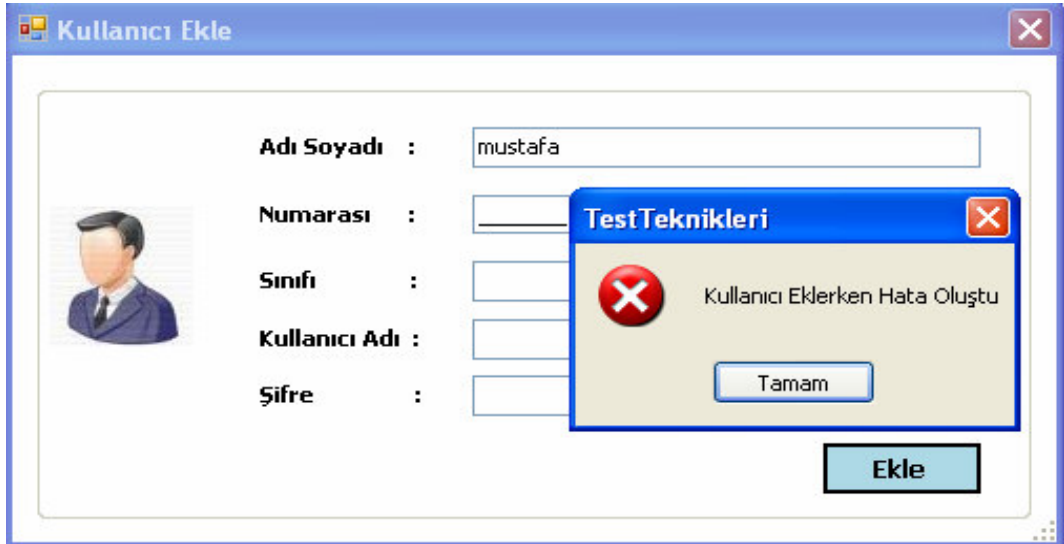 Kullanıcı Ekle
Adı Soyadı :
mustafa
Numarası :
Sınıfı :
Kullanıcı Adı :
Şifre :
TestTeknikleri
Kullanıcı Eklerken Hata Oluştu
Tamam
Ekle